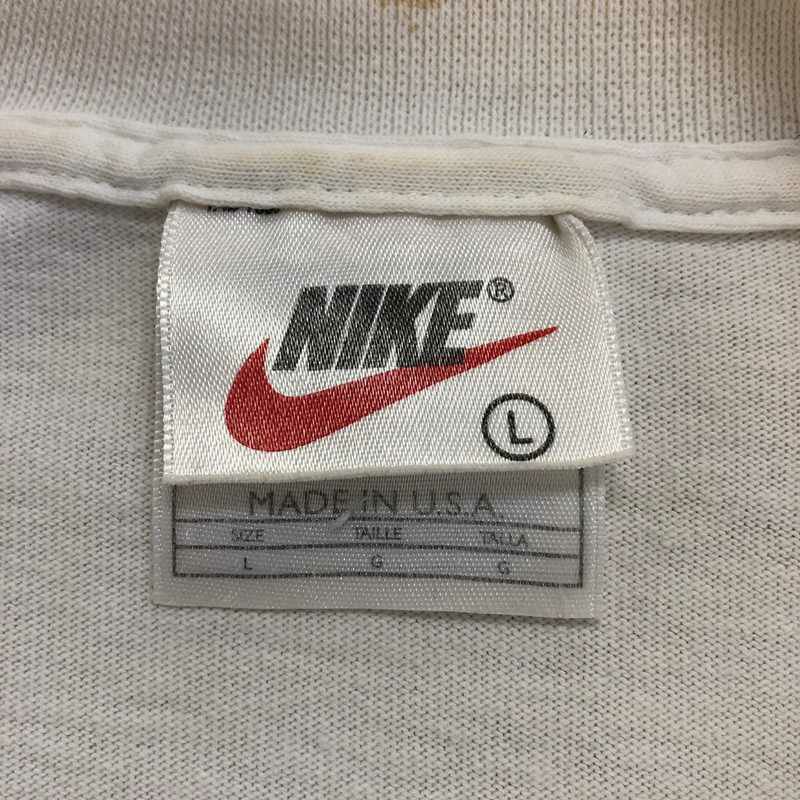 NIKE®
L
MADE iN U.S.A.
SIZE TAILLE TALLA
L G G